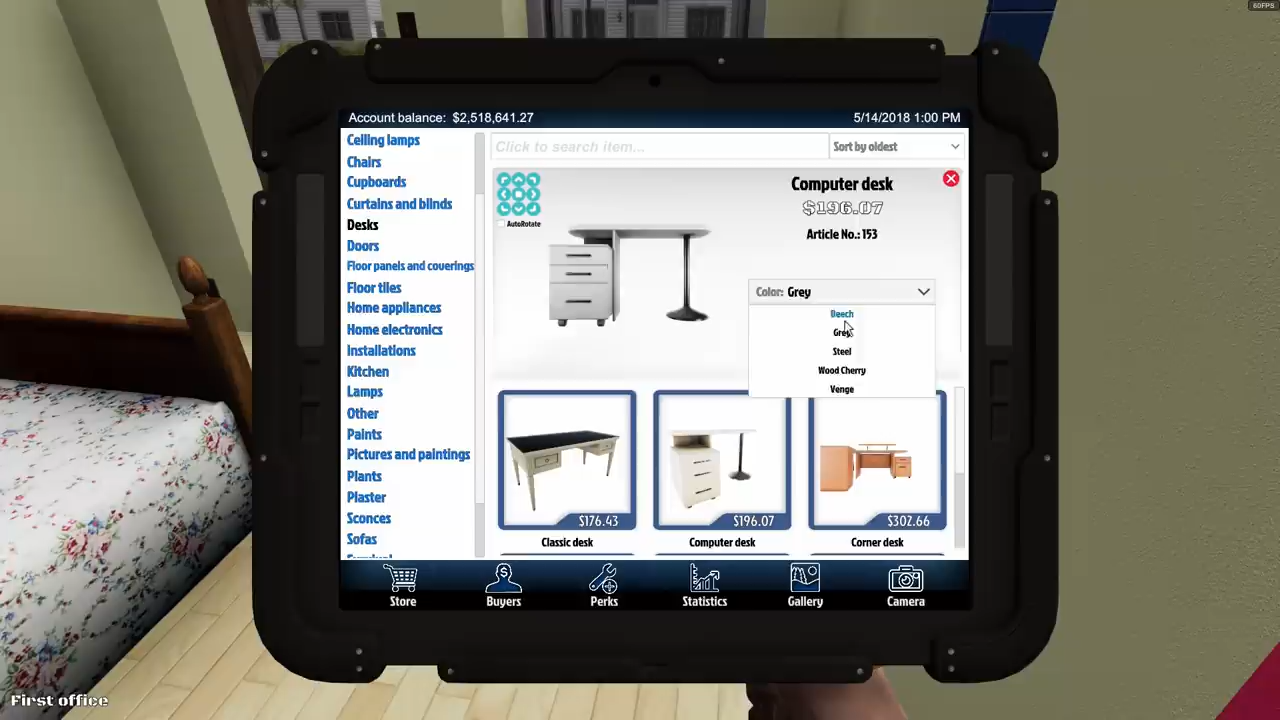 60FPS
Account balance: $2,518,641.27
5/14/2018 1:00 PM
Ceiling lamps
Chairs
Cupboards
Curtains and blinds
Desks
Doors
Floor panels and coverings
Floor tiles
Home appliances
Home electronics
Installations
Kitchen
Lamps
Other
Paints
Pictures and paintings
Plants
Plaster
Sconces
Sofas
Click to search item...
Sort by oldest
AutoRotate
Computer desk
$196.07
Article No.: 153
Color: Grey
Beech
Grey
Steel
Wood Cherry
Venge
$176.43
$196.07
$302.66
Classic desk
Computer desk
Corner desk
Store
Buyers
Perks
Statistics
Gallery
Camera
First office